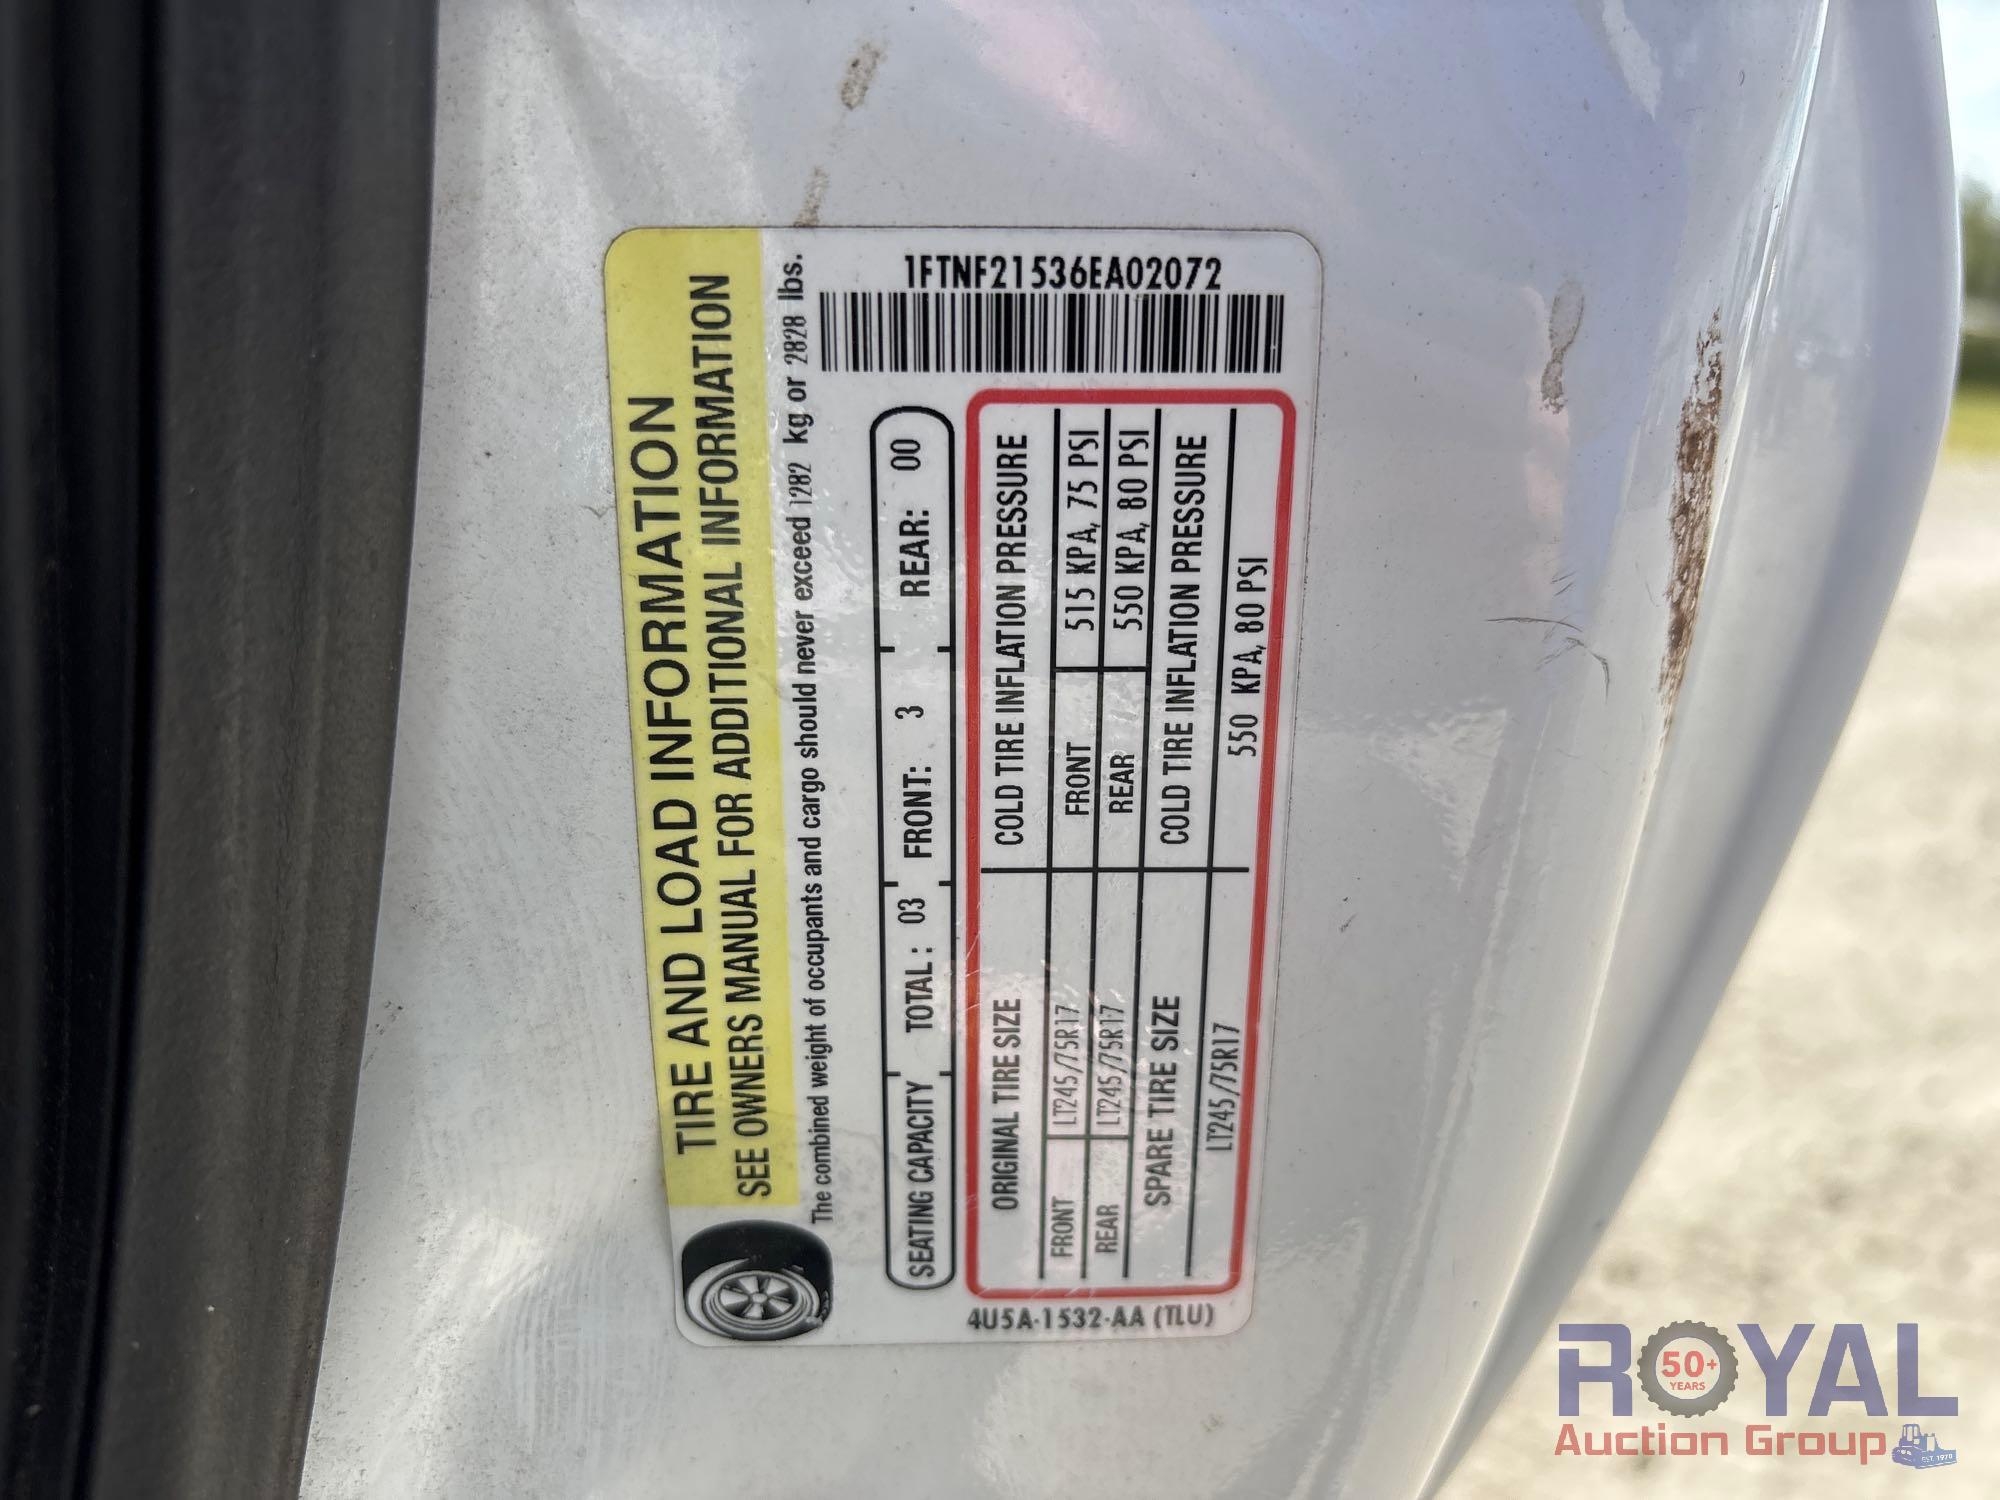 1FTNF21536EA02072
TIRE AND LOAD INFORMATION
SEE OWNERS MANUAL FOR ADDITIONAL INFORMATION
The combined weight of occupants and cargo should never exceed 1282 kg or 2828 lbs.
SEATING CAPACITY TOTAL: 03 FRONT: 3 REAR: 00
ORIGINAL TIRE SIZE COLD TIRE INFLATION PRESSURE
FRONT LT245/75R17 FRONT 515 KPA, 75 PSI
REAR LT245/75R17 REAR 550 KPA, 80 PSI
SPARE TIRE SIZE COLD TIRE INFLATION PRESSURE
LT245/75R17 550 KPA, 80 PSI
4U5A-1532-AA (TLU)
ROYAL
50+
YEARS
Auction Group
EST. 1970